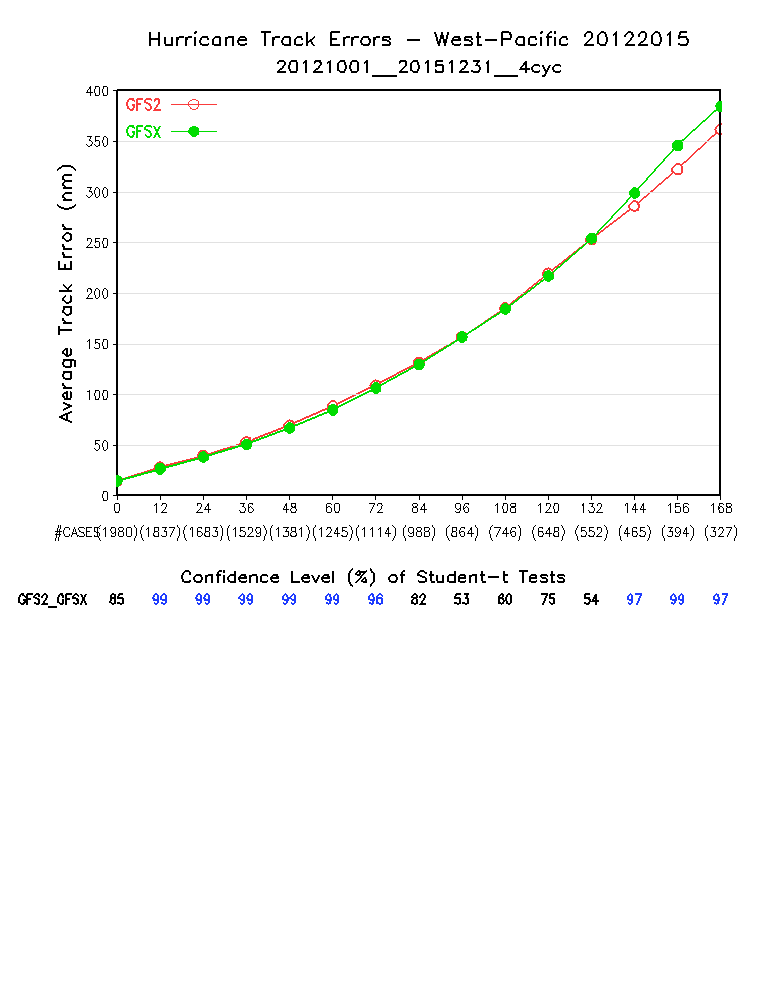 Hurricane Track Errors - West-Pacific 20122015
20121001__20151231__4cyc
Average Track Error (nm)
GFS2
GFSX
400
350
300
250
200
150
100
50
0
0 12 24 36 48 60 72 84 96 108 120 132 144 156 168
#CASES(1980)(1837)(1683)(1529)(1381)(1245)(1114) (988) (864) (746) (648) (552) (465) (394) (327)
Confidence Level (%) of Student-t Tests
GFS2_GFSX 85 99 99 99 99 99 96 82 53 60 75 54 97 99 97